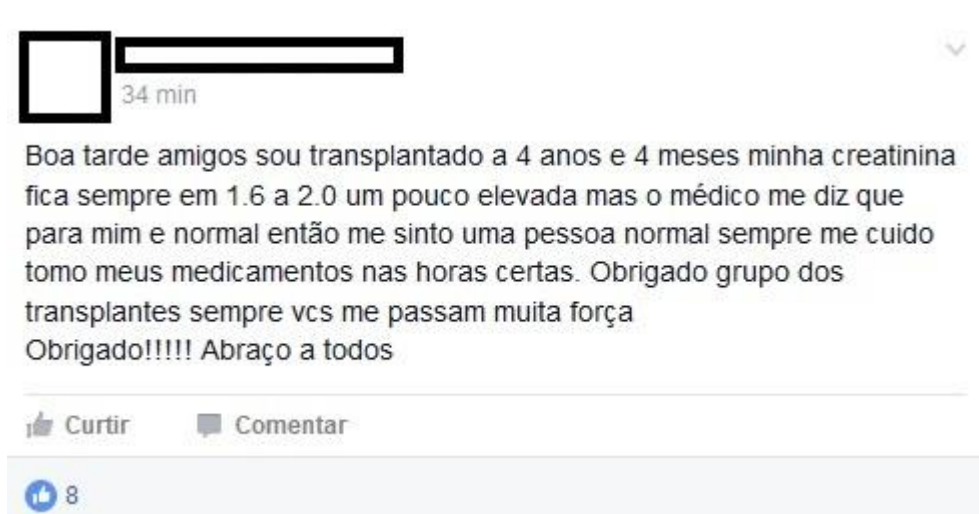 34 min
Boa tarde amigos sou transplantado a 4 anos e 4 meses minha creatinina
fica sempre em 1.6 a 2.0 um pouco elevada mas o médico me diz que
para mim e normal então me sinto uma pessoa normal sempre me cuido
tomo meus medicamentos nas horas certas. Obrigado grupo dos
transplantes sempre vcs me passam muita força
Obrigado!!!!! Abraço a todos
Curtir Comentar
8